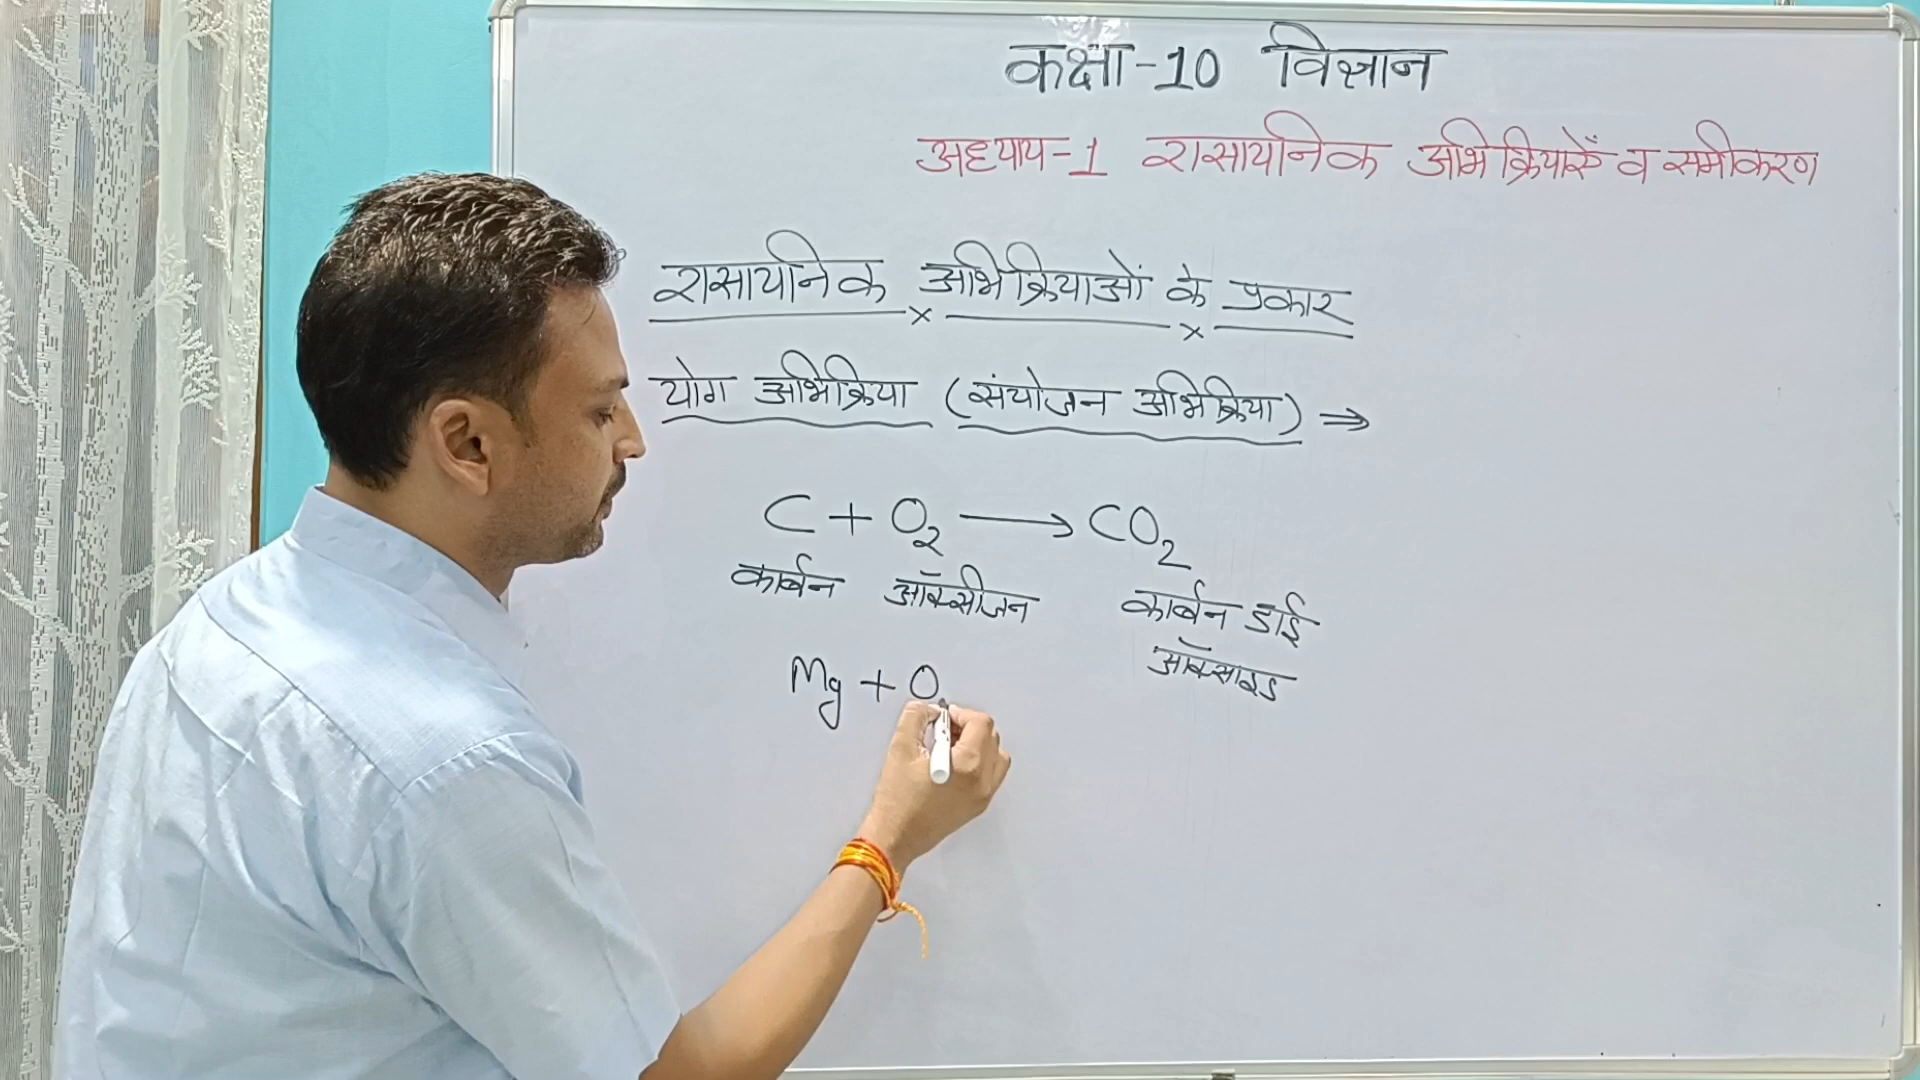 कक्षा-10 विज्ञान
अध्याय-1 रासायनिक अभिक्रियाएँ व समीकरण
रासायनिक अभिक्रियाओं के प्रकार
योग अभिक्रिया (संयोजन अभिक्रिया) ⇒
C + O₂ ⟶ CO₂
कार्बन ऑक्सीजन कार्बन डाई
ऑक्साइड
Mg + O